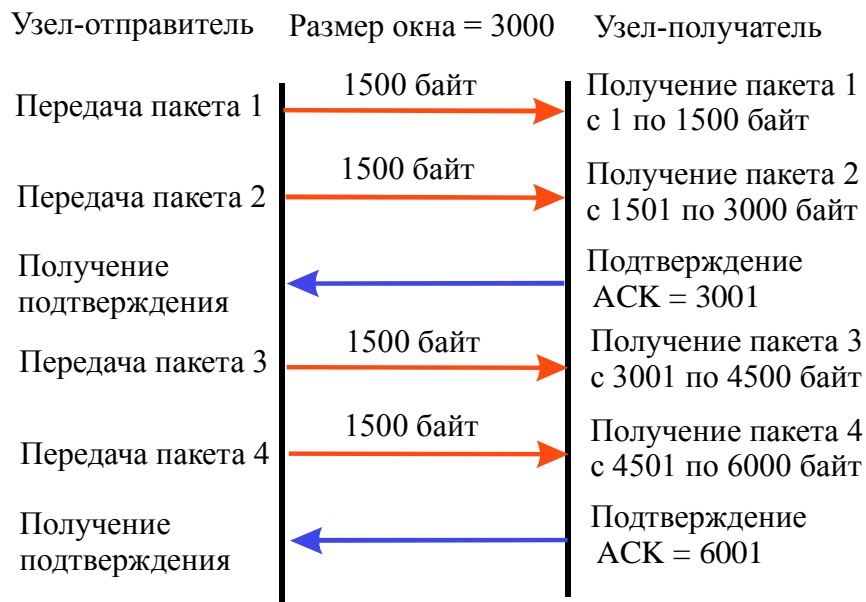 Узел-отправитель Размер окна = 3000 Узел-получатель
Передача пакета 1
1500 байт
Получение пакета 1
с 1 по 1500 байт
Передача пакета 2
1500 байт
Получение пакета 2
с 1501 по 3000 байт
Получение
подтверждения
Подтверждение
ACK = 3001
Передача пакета 3
1500 байт
Получение пакета 3
с 3001 по 4500 байт
Передача пакета 4
1500 байт
Получение пакета 4
с 4501 по 6000 байт
Получение
подтверждения
Подтверждение
ACK = 6001